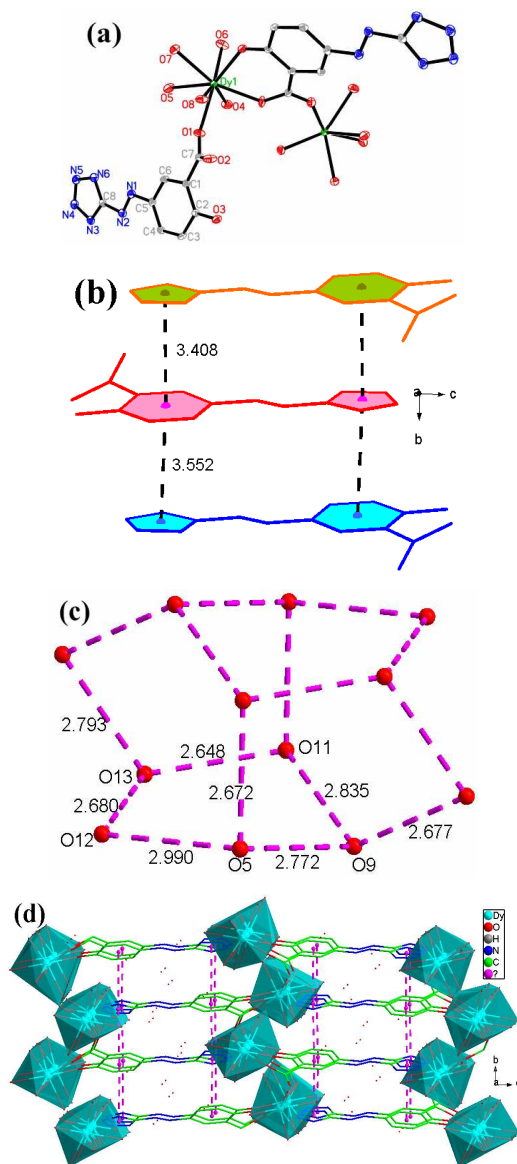 (a)
O6
O7
Dy1
O5
O8 O4
O1
C7 O2
N5 N6 N1 C6 C1
C8 O3
N4 C5 C2
N3 N2 C4
C3
(b)
3.408
a c
b
3.552
(c)
2.793
2.648 O11
O13 2.672 2.835
2.680 2.677
O12 O5 O9
2.990 2.772
(d)
Dy
O
H
N
C
?
b
a